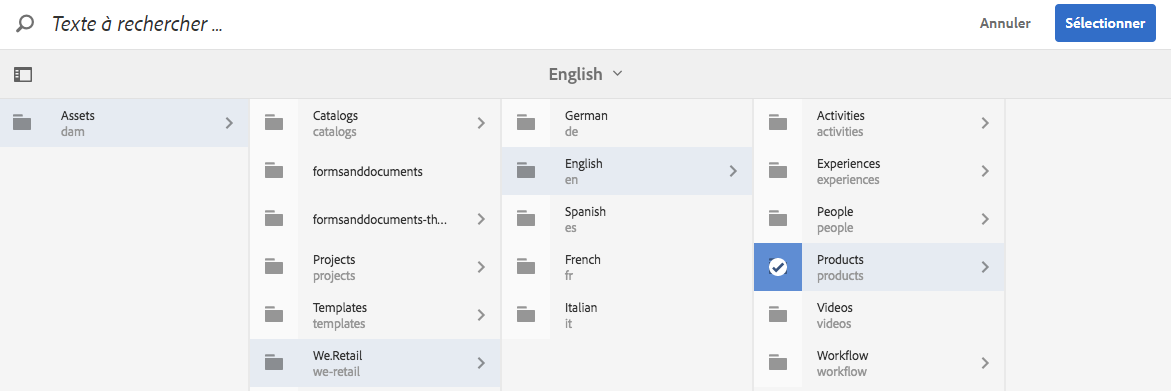 Texte à rechercher ...
Annuler
Sélectionner
English
Assets
dam
Catalogs
catalogs
formsanddocuments
formsanddocuments-th...
Projects
projects
Templates
templates
We.Retail
we-retail
German
de
English
en
Spanish
es
French
fr
Italian
it
Activities
activities
Experiences
experiences
People
people
Products
products
Videos
videos
Workflow
workflow